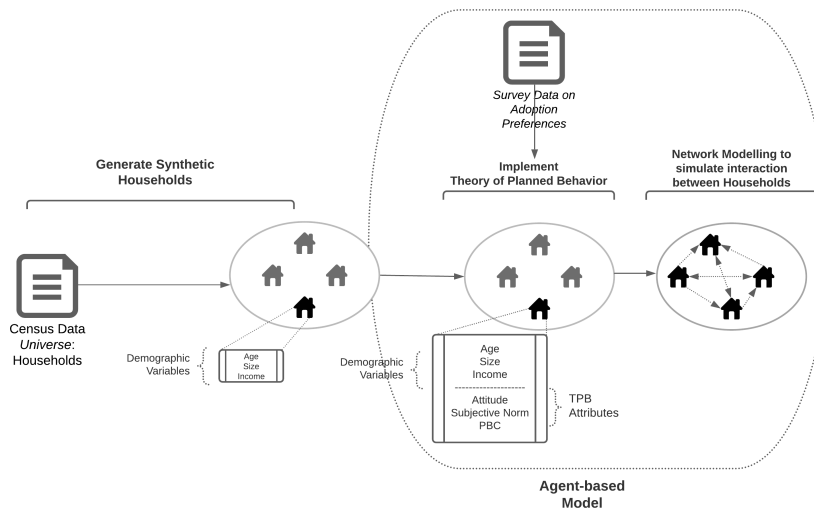 Survey Data on
Adoption
Preferences
Generate Synthetic
Households
Implement
Theory of Planned Behavior
Network Modelling to
simulate interaction
between Households
Census Data
Universe:
Households
Demographic
Variables
Age
Size
Income
Demographic
Variables
Age
Size
Income
Attitude
Subjective Norm
PBC
TPB
Attributes
Agent-based
Model